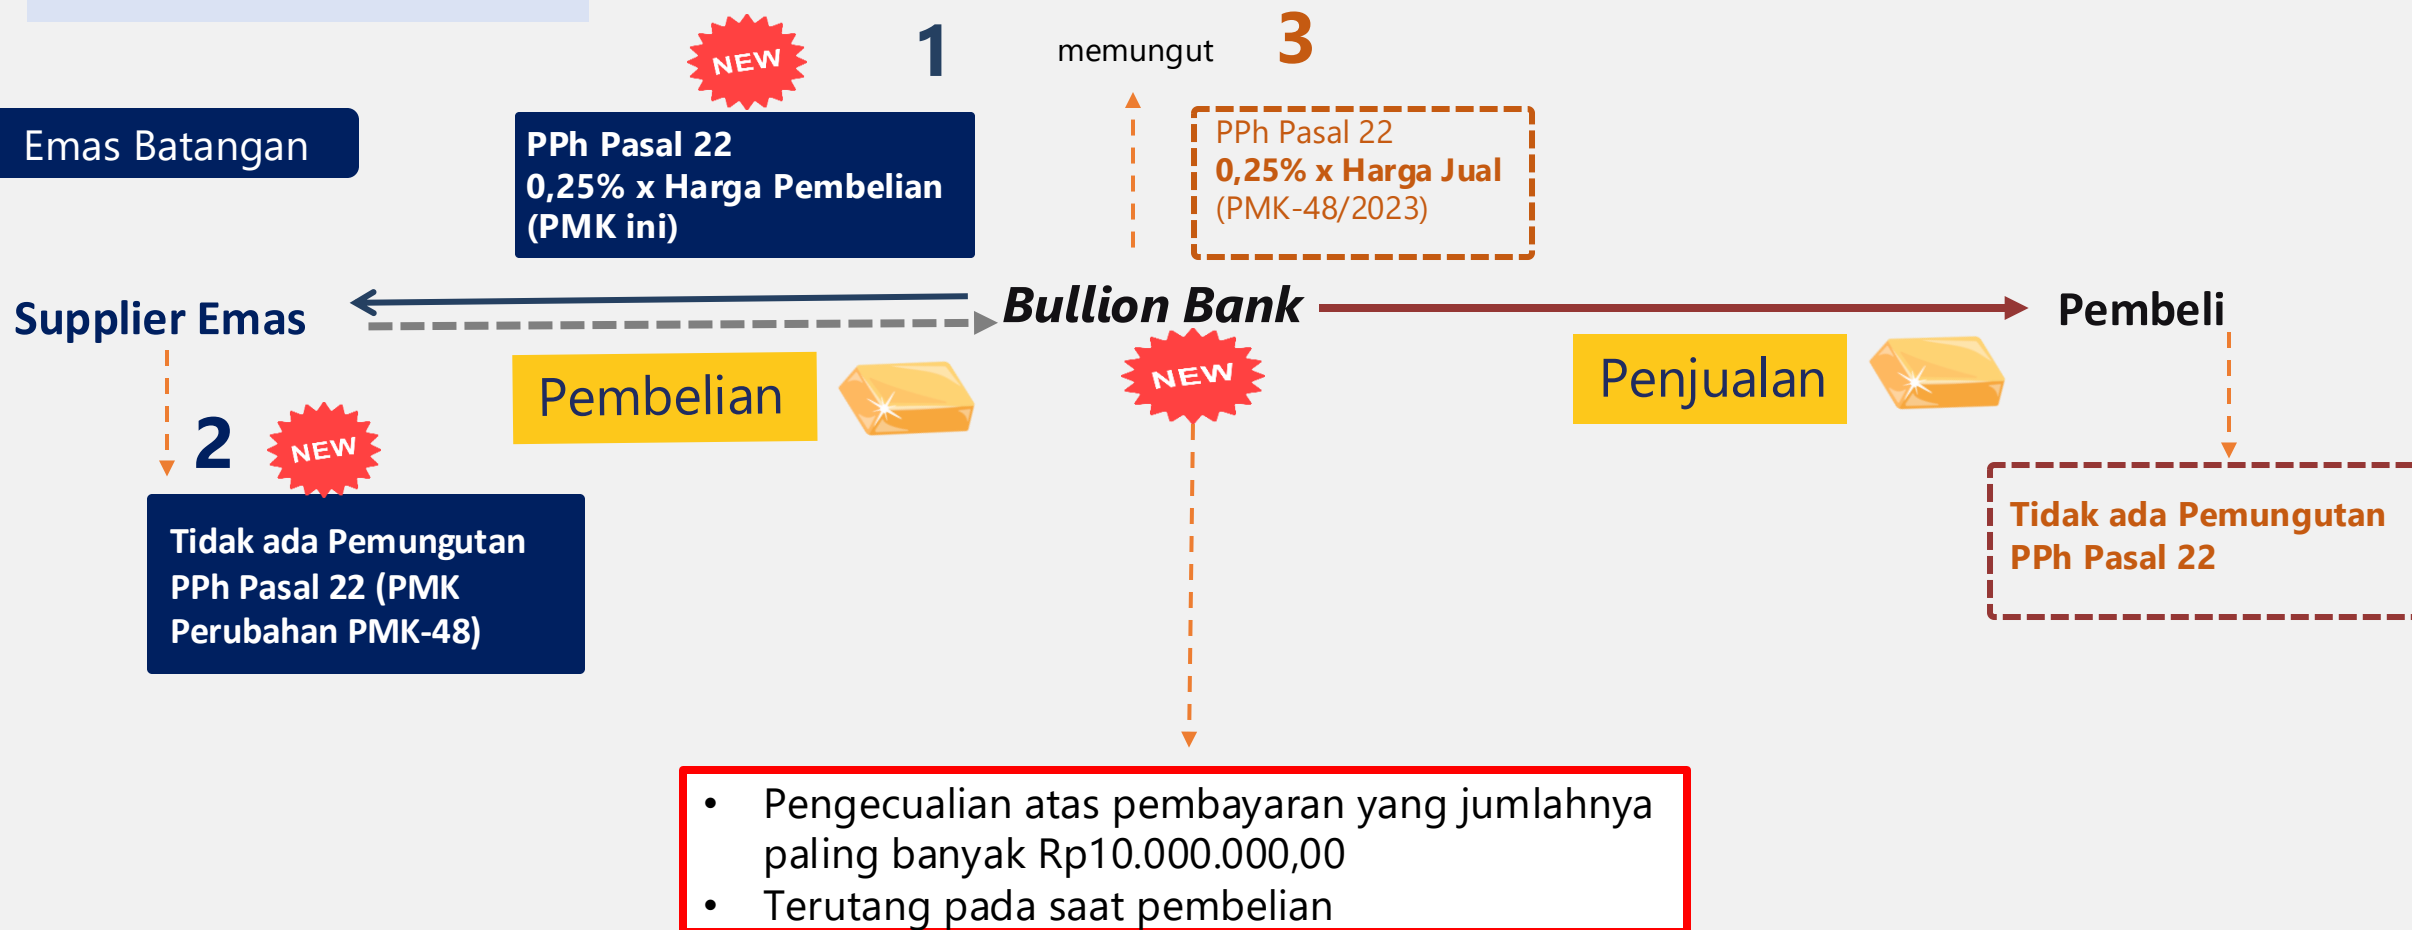 NEW
1
memungut
3
Emas Batangan
PPh Pasal 22
0,25% x Harga Pembelian
(PMK ini)
PPh Pasal 22
0,25% x Harga Jual
(PMK-48/2023)
Supplier Emas
Bullion Bank
Pembeli
Pembelian
NEW
Penjualan
2
NEW
Tidak ada Pemungutan
PPh Pasal 22 (PMK
Perubahan PMK-48)
Tidak ada Pemungutan
PPh Pasal 22
• Pengecualian atas pembayaran yang jumlahnya
paling banyak Rp10.000.000,00
• Terutang pada saat pembelian